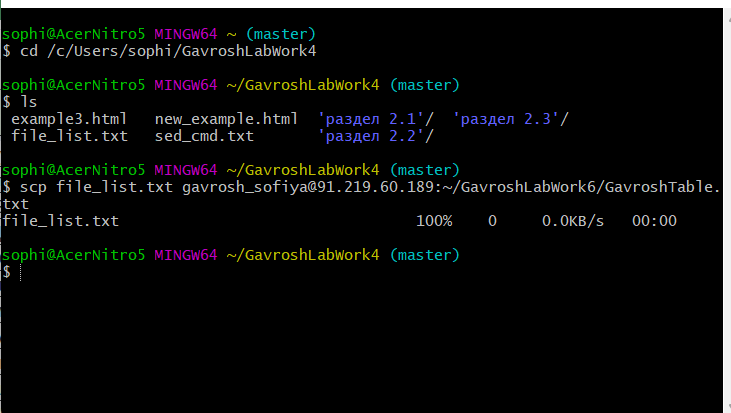 sophi@AcerNitro5 MINGW64 ~ (master)
$ cd /c/Users/sophi/GavroshLabWork4
sophi@AcerNitro5 MINGW64 ~/GavroshLabWork4 (master)
$ ls
example3.html new_example.html 'раздел 2.1'/ 'раздел 2.3'/
file_list.txt sed_cmd.txt 'раздел 2.2'/
sophi@AcerNitro5 MINGW64 ~/GavroshLabWork4 (master)
$ scp file_list.txt gavrosh_sofiya@91.219.60.189:~/GavroshLabWork6/GavroshTable.
txt
file_list.txt 100% 0 0.0KB/s 00:00
sophi@AcerNitro5 MINGW64 ~/GavroshLabWork4 (master)
$